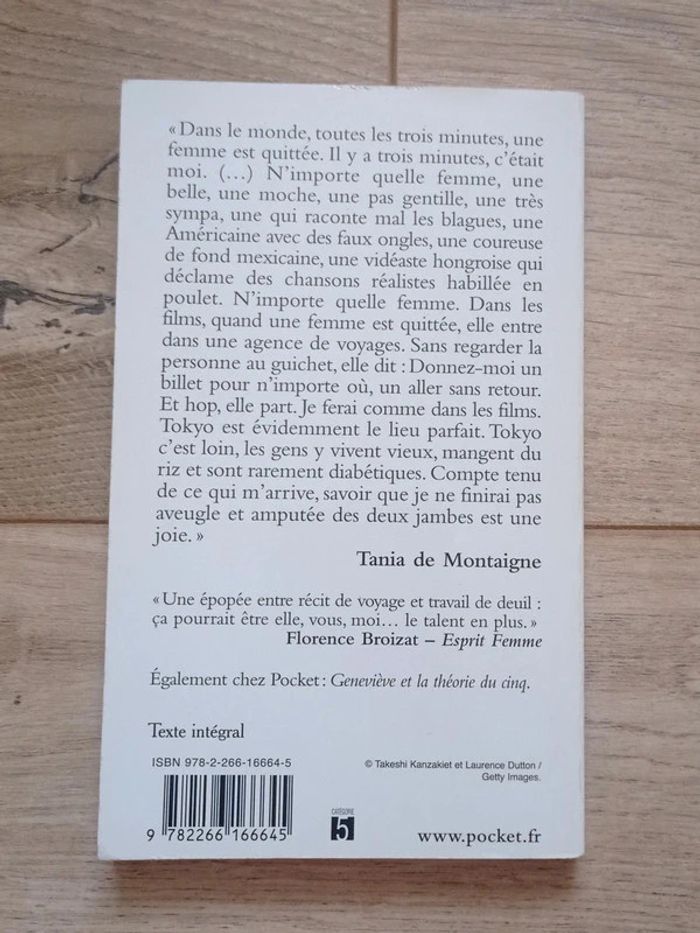 « Dans le monde, toutes les trois minutes, une
femme est quittée. Il y a trois minutes, c'était
moi. (…) N'importe quelle femme, une
belle, une moche, une pas gentille, une très
sympa, une qui raconte mal les blagues, une
Américaine avec des faux ongles, une coureuse
de fond mexicaine, une vidéaste hongroise qui
déclame des chansons réalistes habillée en
poulet. N'importe quelle femme. Dans les
films, quand une femme est quittée, elle entre
dans une agence de voyages. Sans regarder la
personne au guichet, elle dit : Donnez-moi un
billet pour n'importe où, un aller sans retour.
Et hop, elle part. Je ferai comme dans les films.
Tokyo est évidemment le lieu parfait. Tokyo
c'est loin, les gens y vivent vieux, mangent du
riz et sont rarement diabétiques. Compte tenu
de ce qui m'arrive, savoir que je ne finirai pas
aveugle et amputée des deux jambes est une
joie. »
Tania de Montaigne
« Une épopée entre récit de voyage et travail de deuil :
ça pourrait être elle, vous, moi… le talent en plus. »
Florence Broizat – Esprit Femme
Également chez Pocket : Geneviève et la théorie du cinq.
Texte intégral
ISBN 978-2-266-16664-5
© Takeshi Kanzakiet et Laurence Dutton /
Getty Images.
9 782266 166645
CATÉGORIE
5
www.pocket.fr